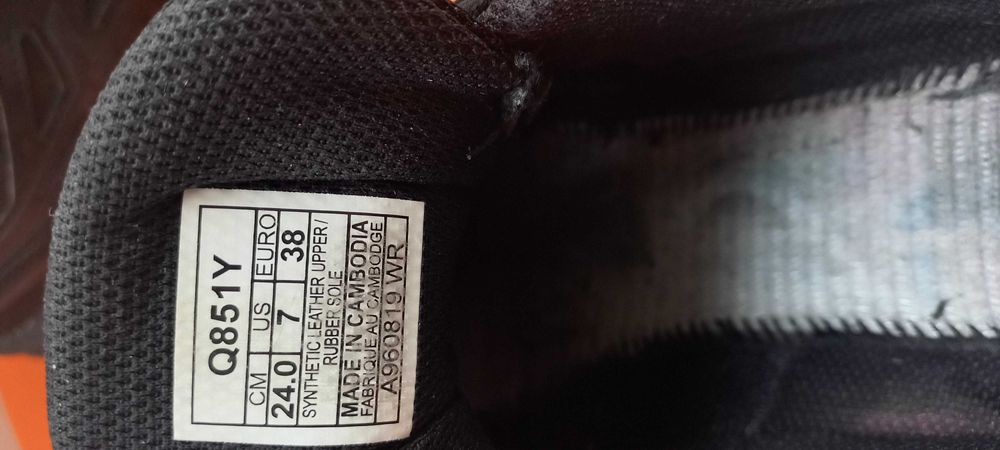 Q851Y
CM US EURO
24.0 7 38
SYNTHETIC LEATHER UPPER/
RUBBER SOLE
MADE IN CAMBODIA
FABRIQUE AU CAMBODGE
A960819 WR